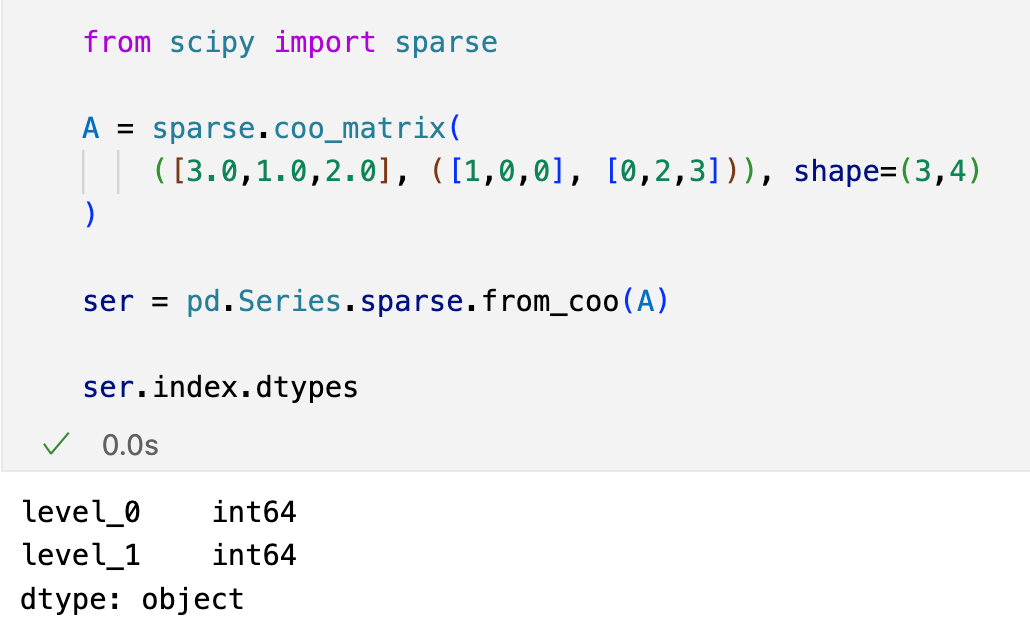 from scipy import sparse
A = sparse.coo_matrix(
([3.0,1.0,2.0], ([1,0,0], [0,2,3])), shape=(3,4)
)
ser = pd.Series.sparse.from_coo(A)
ser.index.dtypes
0.0s
level_0    int64
level_1    int64
dtype: object